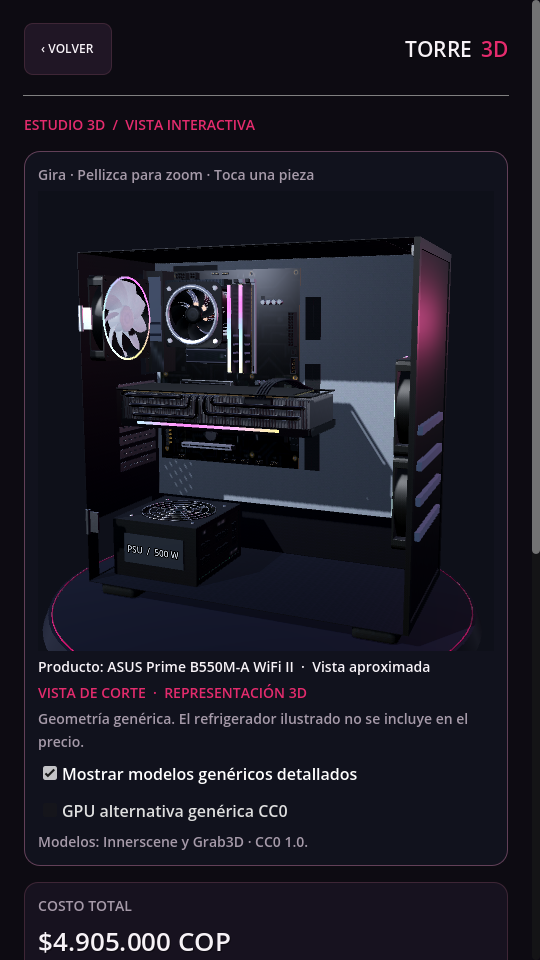 ‹ VOLVER
TORRE 3D
ESTUDIO 3D / VISTA INTERACTIVA
Gira · Pellizca para zoom · Toca una pieza
PSU / 500 W
Producto: ASUS Prime B550M-A WiFi II · Vista aproximada
VISTA DE CORTE · REPRESENTACIÓN 3D
Geometría genérica. El refrigerador ilustrado no se incluye en el
precio.
Mostrar modelos genéricos detallados
GPU alternativa genérica CC0
Modelos: Innerscene y Grab3D · CC0 1.0.
COSTO TOTAL
$4.905.000 COP